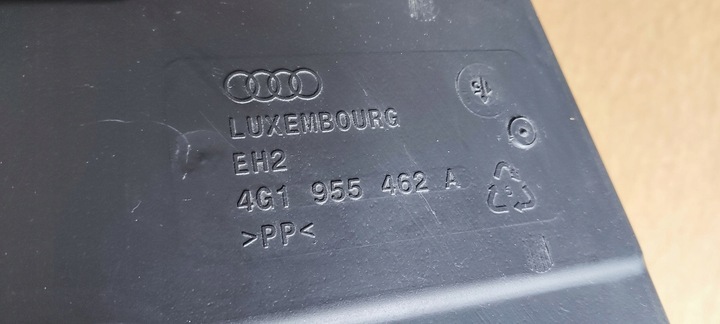 LUXEMBOURG
EH2
4G1 955 462 A
>PP<